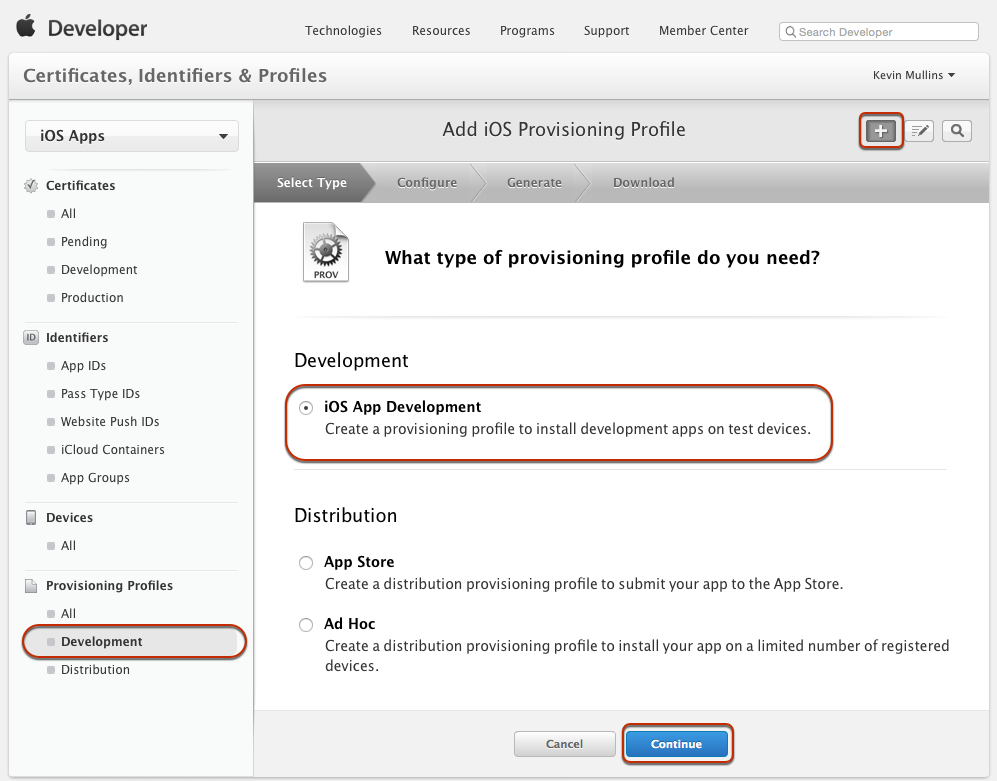 Developer
Technologies Resources Programs Support Member Center Search Developer
Certificates, Identifiers & Profiles
Kevin Mullins
iOS Apps
Certificates
All
Pending
Development
Production
ID Identifiers
App IDs
Pass Type IDs
Website Push IDs
iCloud Containers
App Groups
Devices
All
Provisioning Profiles
All
Development
Distribution
Add iOS Provisioning Profile
Select Type Configure Generate Download
PROV
What type of provisioning profile do you need?
Development
iOS App Development
Create a provisioning profile to install development apps on test devices.
Distribution
App Store
Create a distribution provisioning profile to submit your app to the App Store.
Ad Hoc
Create a distribution provisioning profile to install your app on a limited number of registered
devices.
Cancel Continue